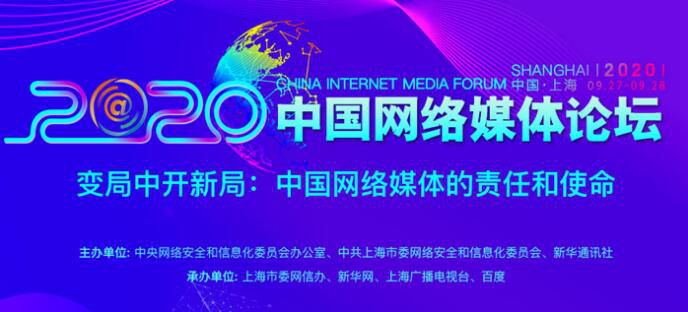 SHANGHAI | 2020 |
CHINA INTERNET MEDIA FORUM 中国·上海 09.27-09.28
2020 中国网络媒体论坛
变局中开新局：中国网络媒体的责任和使命
主办单位: 中央网络安全和信息化委员会办公室、中共上海市委网络安全和信息化委员会、新华通讯社
承办单位: 上海市委网信办、新华网、上海广播电视台、百度